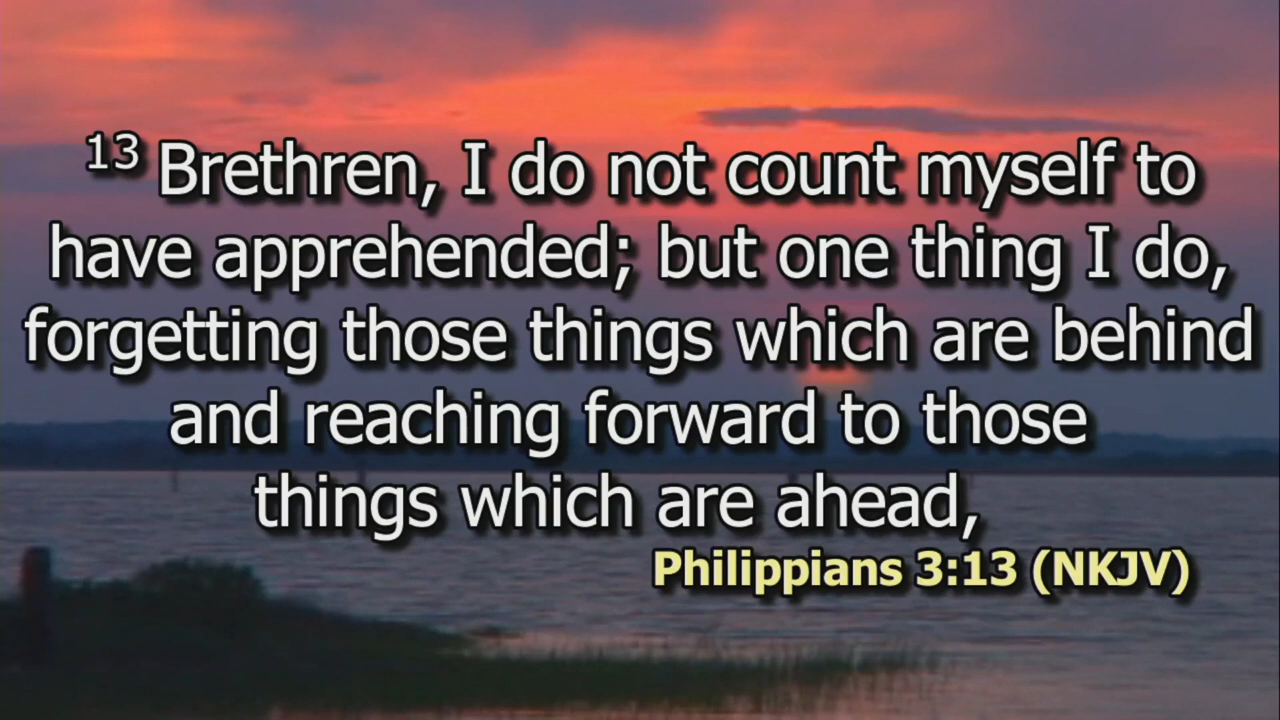 13 Brethren, I do not count myself to
have apprehended; but one thing I do,
forgetting those things which are behind
and reaching forward to those
things which are ahead,
Philippians 3:13 (NKJV)